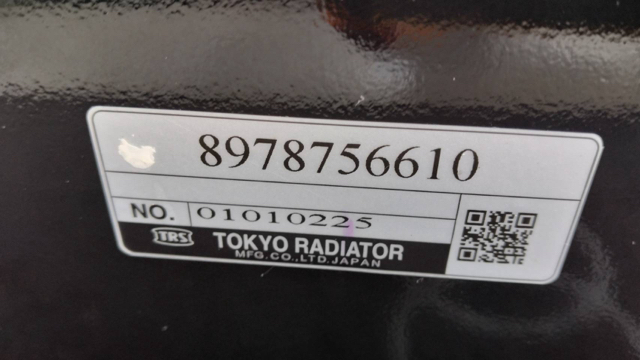 8978756610
NO. 01010225
TRS TOKYO RADIATOR
MFG.CO.,LTD.JAPAN